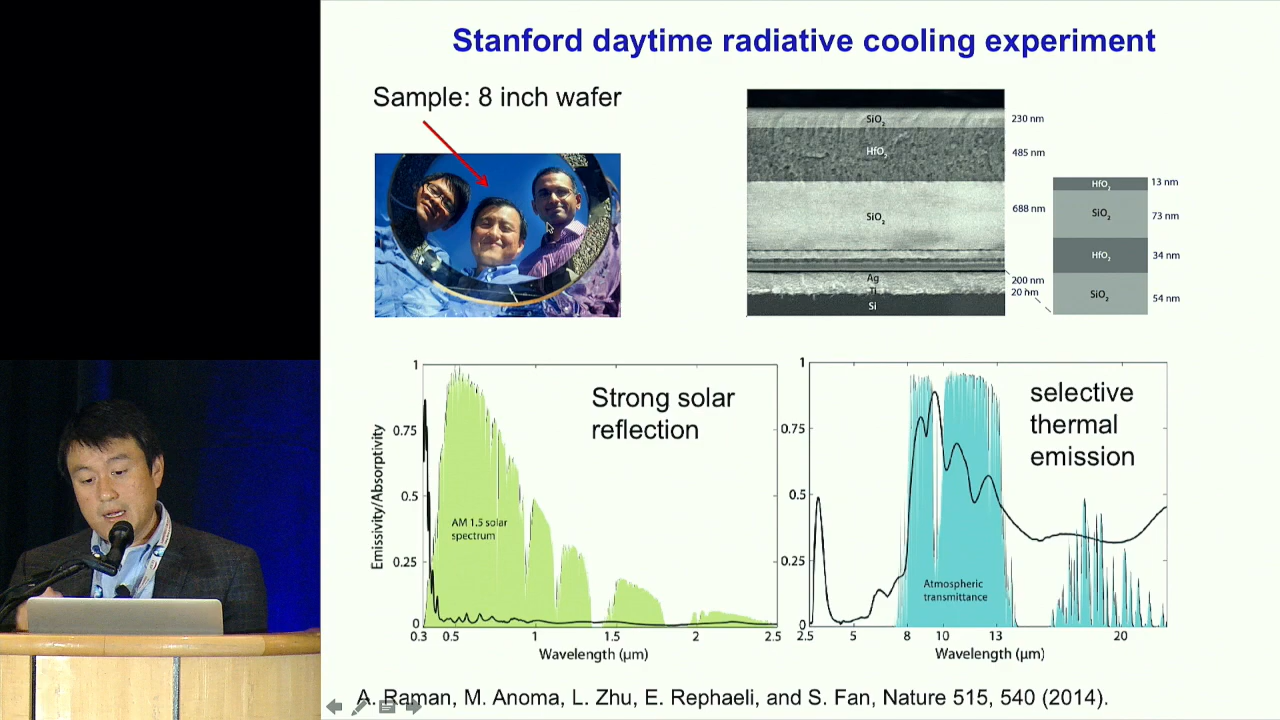 Stanford daytime radiative cooling experiment
Sample: 8 inch wafer
SiO2
230 nm
HfO2
485 nm
SiO2
688 nm
Ag
200 nm
Ti
20 nm
Si
HfO2
13 nm
SiO2
73 nm
HfO2
34 nm
SiO2
54 nm
Strong solar
reflection
AM 1.5 solar
spectrum
Emissivity/Absorptivity
1
0.75
0.5
0.25
0
0.3 0.5 1 1.5 2 2.5
Wavelength (μm)
selective
thermal
emission
Atmospheric
transmittance
1
0.75
0.5
0.25
0
2.5 5 8 10 13 20
Wavelength (μm)
A. Raman, M. Anoma, L. Zhu, E. Rephaeli, and S. Fan, Nature 515, 540 (2014).